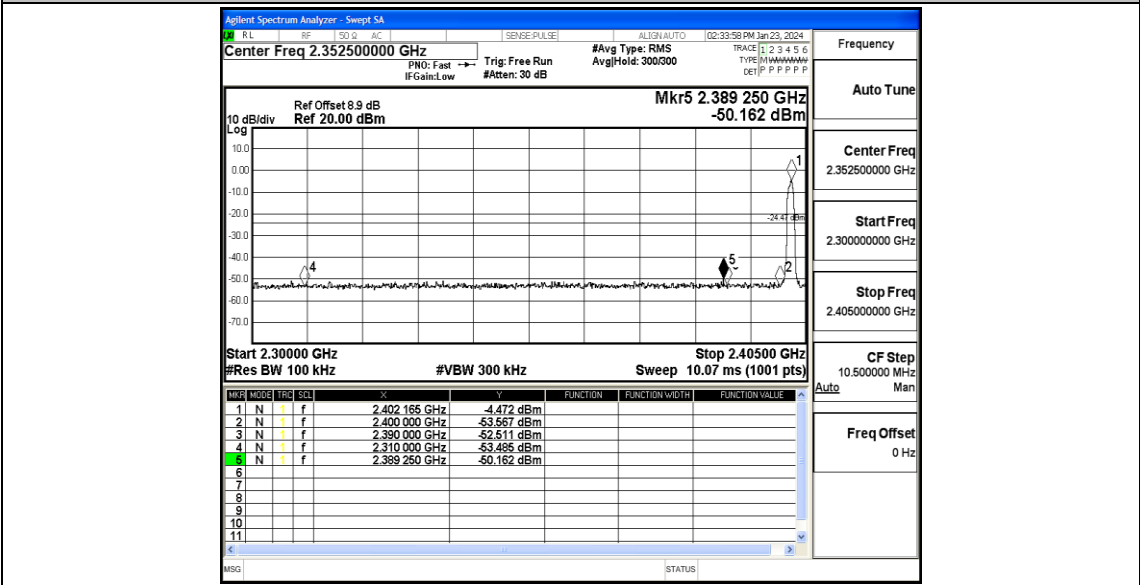 Agilent Spectrum Analyzer - Swept SA
RL RF 50 Ω AC SENSE:PULSE ALIGNAUTO 02:33:58 PM Jan 23, 2024
Center Freq 2.352500000 GHz
PNO: Fast
IFGain:Low
Trig: Free Run
#Atten: 30 dB
#Avg Type: RMS
Avg|Hold: 300/300
TRACE 1 2 3 4 5 6
TYPE M
DET P P P P P P
Ref Offset 8.9 dB
Ref 20.00 dBm
10 dB/div
Log
Mkr5 2.389 250 GHz
-50.162 dBm
10.0
0.00
-10.0
-20.0
-30.0
-40.0
-50.0
-60.0
-70.0
1
-24.47 dBm
4
5
2
Start 2.30000 GHz
Stop 2.40500 GHz
#Res BW 100 kHz
#VBW 300 kHz
Sweep 10.07 ms (1001 pts)
MKR MODE TRC SCL X Y FUNCTION FUNCTION WIDTH FUNCTION VALUE
1 N 1 f 2.402 165 GHz -4.472 dBm
2 N 1 f 2.400 000 GHz -53.567 dBm
3 N 1 f 2.390 000 GHz -52.511 dBm
4 N 1 f 2.310 000 GHz -53.485 dBm
5 N 1 f 2.389 250 GHz -50.162 dBm
6
7
8
9
10
11
MSG
STATUS
Frequency
Auto Tune
Center Freq
2.352500000 GHz
Start Freq
2.300000000 GHz
Stop Freq
2.405000000 GHz
CF Step
10.500000 MHz
Auto Man
Freq Offset
0 Hz